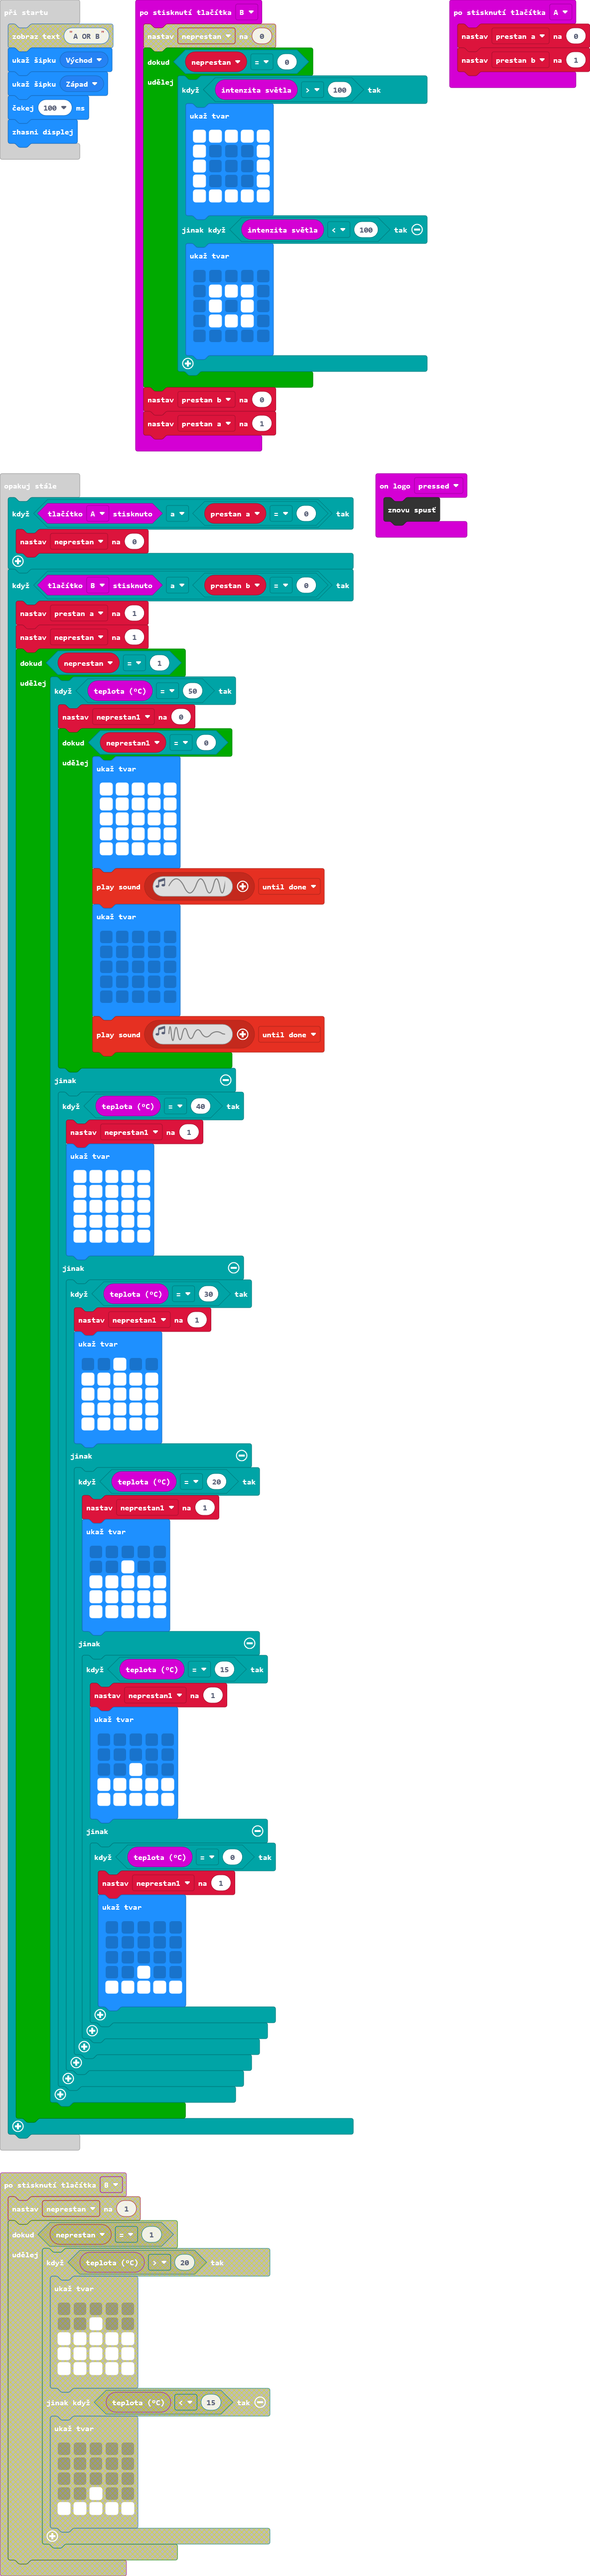 při startu
zobraz text "A OR B"
ukaž šipku Východ
ukaž šipku Západ
čekej 100 ms
zhasni displej
po stisknutí tlačítka B
nastav neprestan na 0
dokud neprestan = 0
udělej
když intenzita světla > 100 tak
ukaž tvar
jinak když intenzita světla < 100 tak
ukaž tvar
nastav prestan b na 0
nastav prestan a na 1
po stisknutí tlačítka A
nastav prestan a na 0
nastav prestan b na 1
opakuj stále
když tlačítko A stisknuto a prestan a = 0 tak
nastav neprestan na 0
když tlačítko B stisknuto a prestan b = 0 tak
nastav prestan a na 1
nastav neprestan na 1
dokud neprestan = 1
udělej
když teplota (°C) = 50 tak
nastav neprestan1 na 0
dokud neprestan1 = 0
udělej
ukaž tvar
play sound until done
ukaž tvar
play sound until done
jinak
když teplota (°C) = 40 tak
nastav neprestan1 na 1
ukaž tvar
jinak
když teplota (°C) = 30 tak
nastav neprestan1 na 1
ukaž tvar
jinak
když teplota (°C) = 20 tak
nastav neprestan1 na 1
ukaž tvar
jinak
když teplota (°C) = 15 tak
nastav neprestan1 na 1
ukaž tvar
jinak
když teplota (°C) = 0 tak
nastav neprestan1 na 1
ukaž tvar
on logo pressed
znovu spusť
po stisknutí tlačítka B
nastav neprestan na 1
dokud neprestan = 1
udělej
když teplota (°C) > 20 tak
ukaž tvar
jinak když teplota (°C) < 15 tak
ukaž tvar